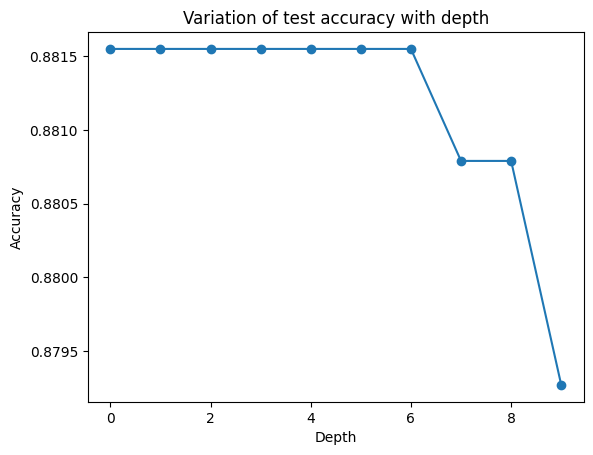 Variation of test accuracy with depth
Accuracy
0.8815
0.8810
0.8805
0.8800
0.8795
0 2 4 6 8
Depth